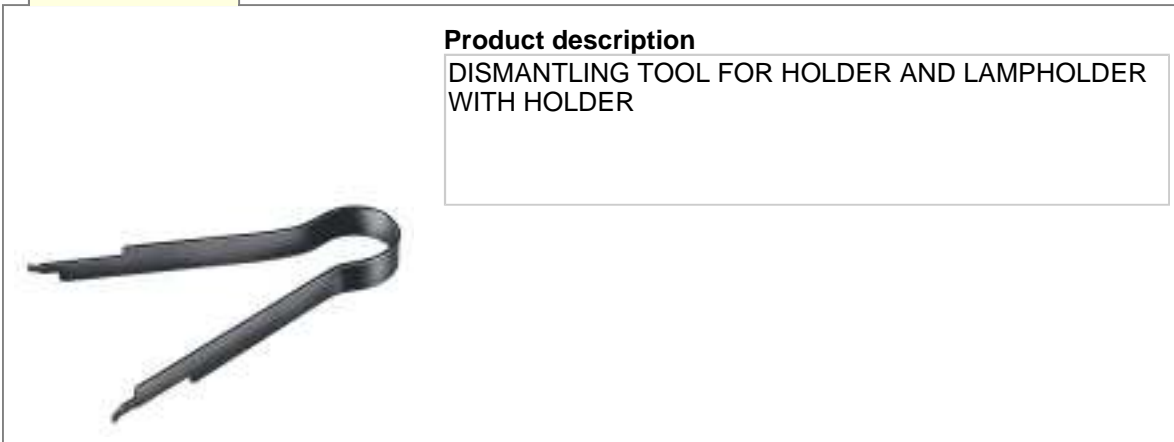 Product description
DISMANTLING TOOL FOR HOLDER AND LAMPHOLDER
WITH HOLDER